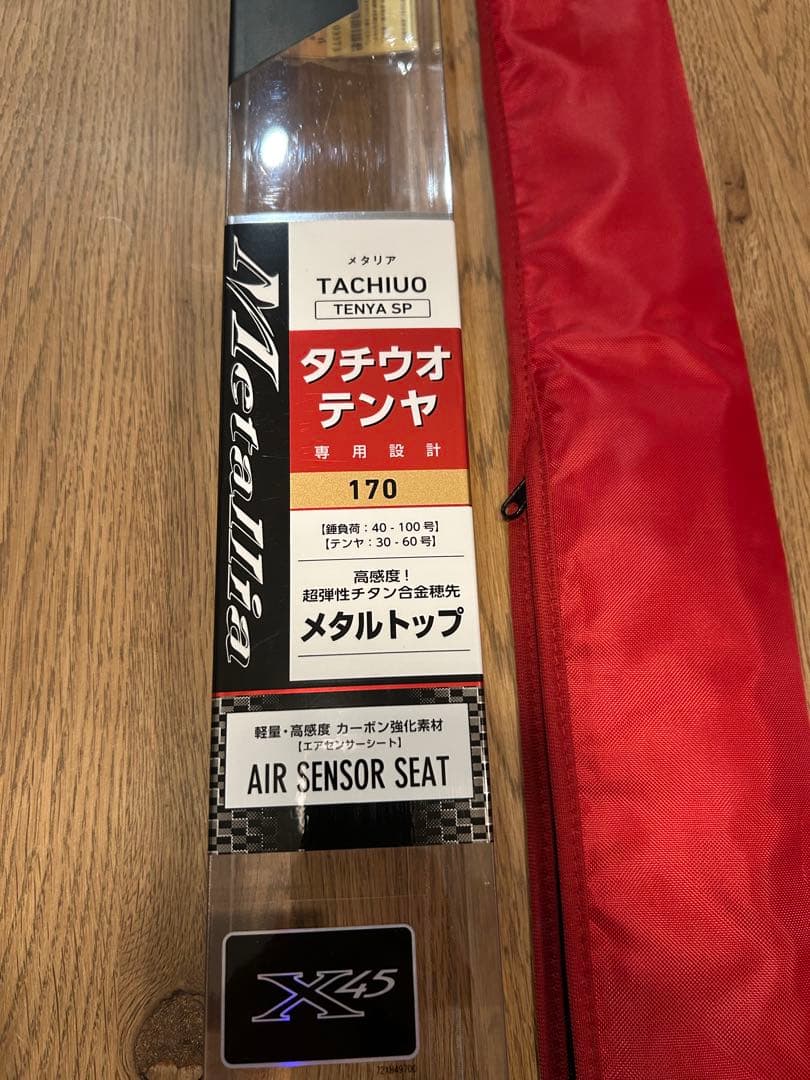 Metallia
メタリア
TACHIUO
TENYA SP
タチウオ
テンヤ
専用設計
170
【錘負荷:40-100号】
【テンヤ:30-60号】
高感度!
超弾性チタン合金穂先
メタルトップ
軽量・高感度 カーボン強化素材
【エアセンサーシート】
AIR SENSOR SEAT
X45